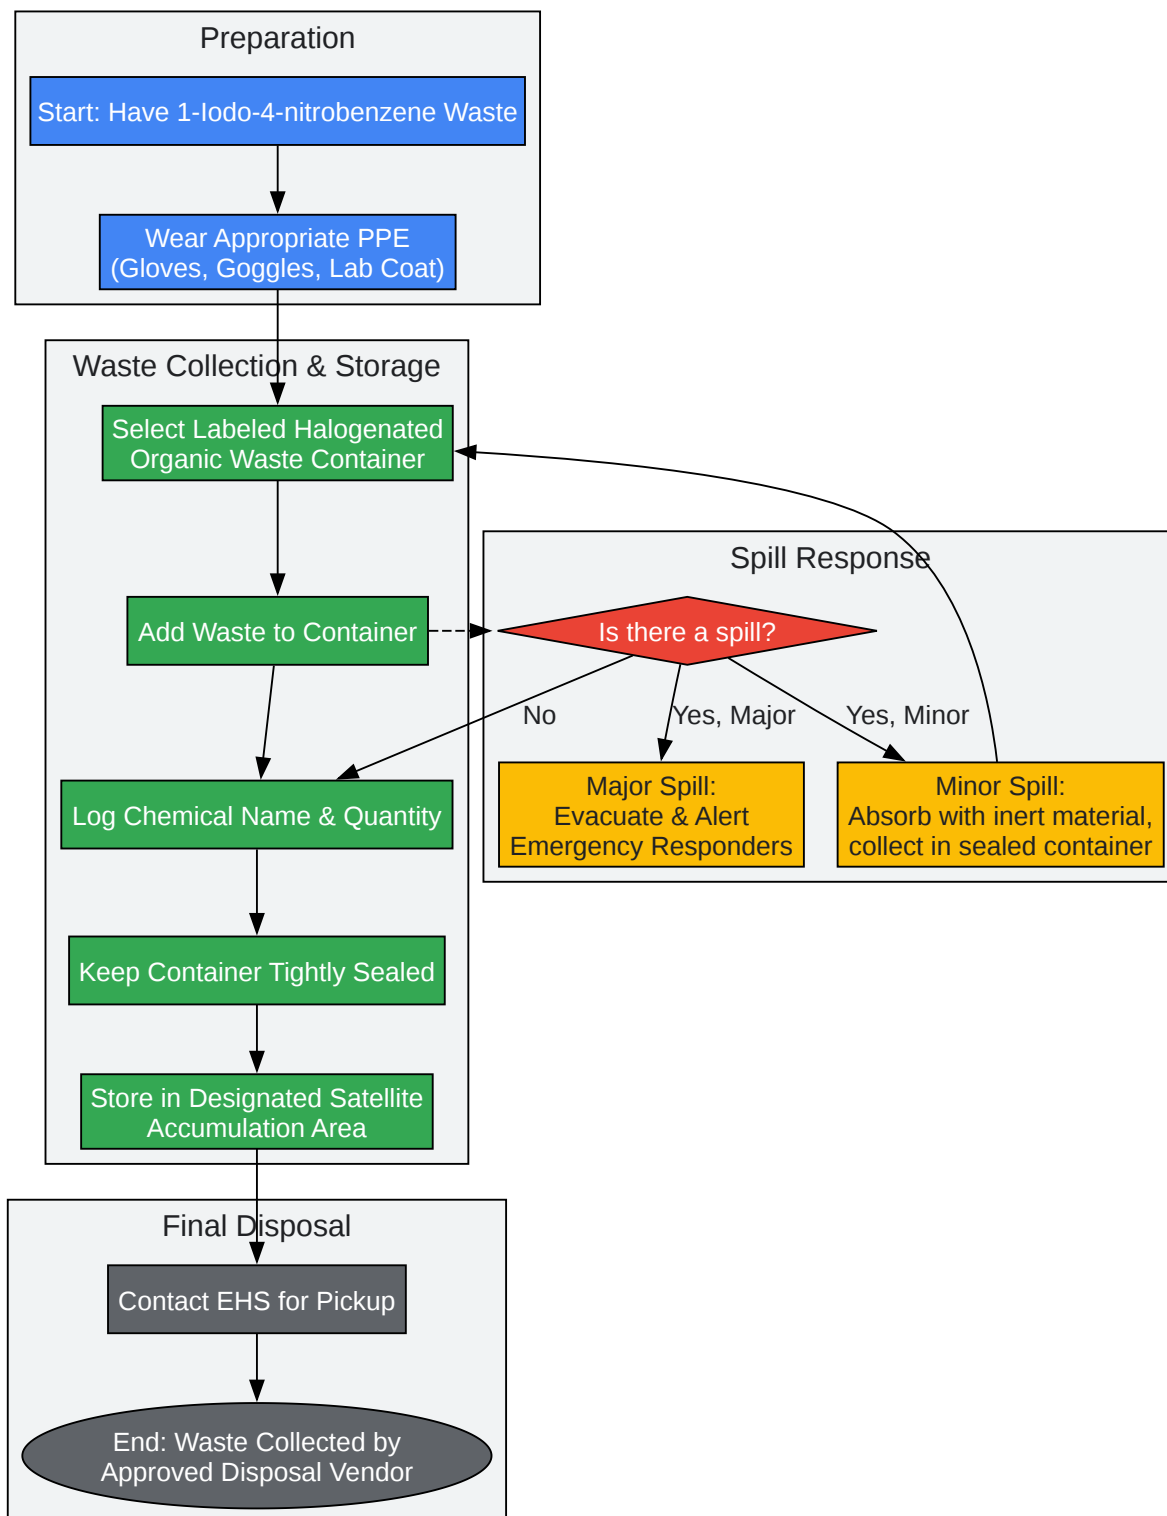 Preparation
Start: Have 1-Iodo-4-nitrobenzene Waste
Wear Appropriate PPE
(Gloves, Goggles, Lab Coat)
Waste Collection & Storage
Select Labeled Halogenated
Organic Waste Container
Add Waste to Container
Spill Response
Is there a spill?
No
Yes, Major
Yes, Minor
Major Spill:
Evacuate & Alert
Emergency Responders
Minor Spill:
Absorb with inert material,
collect in sealed container
Log Chemical Name & Quantity
Keep Container Tightly Sealed
Store in Designated Satellite
Accumulation Area
Final Disposal
Contact EHS for Pickup
End: Waste Collected by
Approved Disposal Vendor